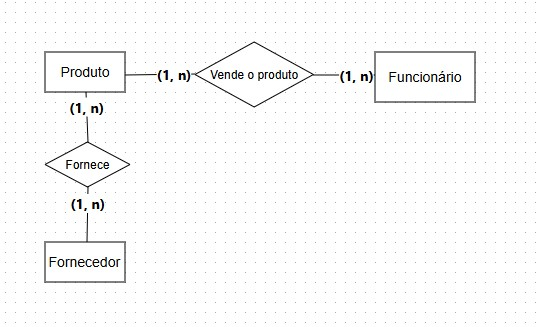 Produto
(1, n)
Vende o produto
(1, n)
Funcionário
(1, n)
Fornece
(1, n)
Fornecedor